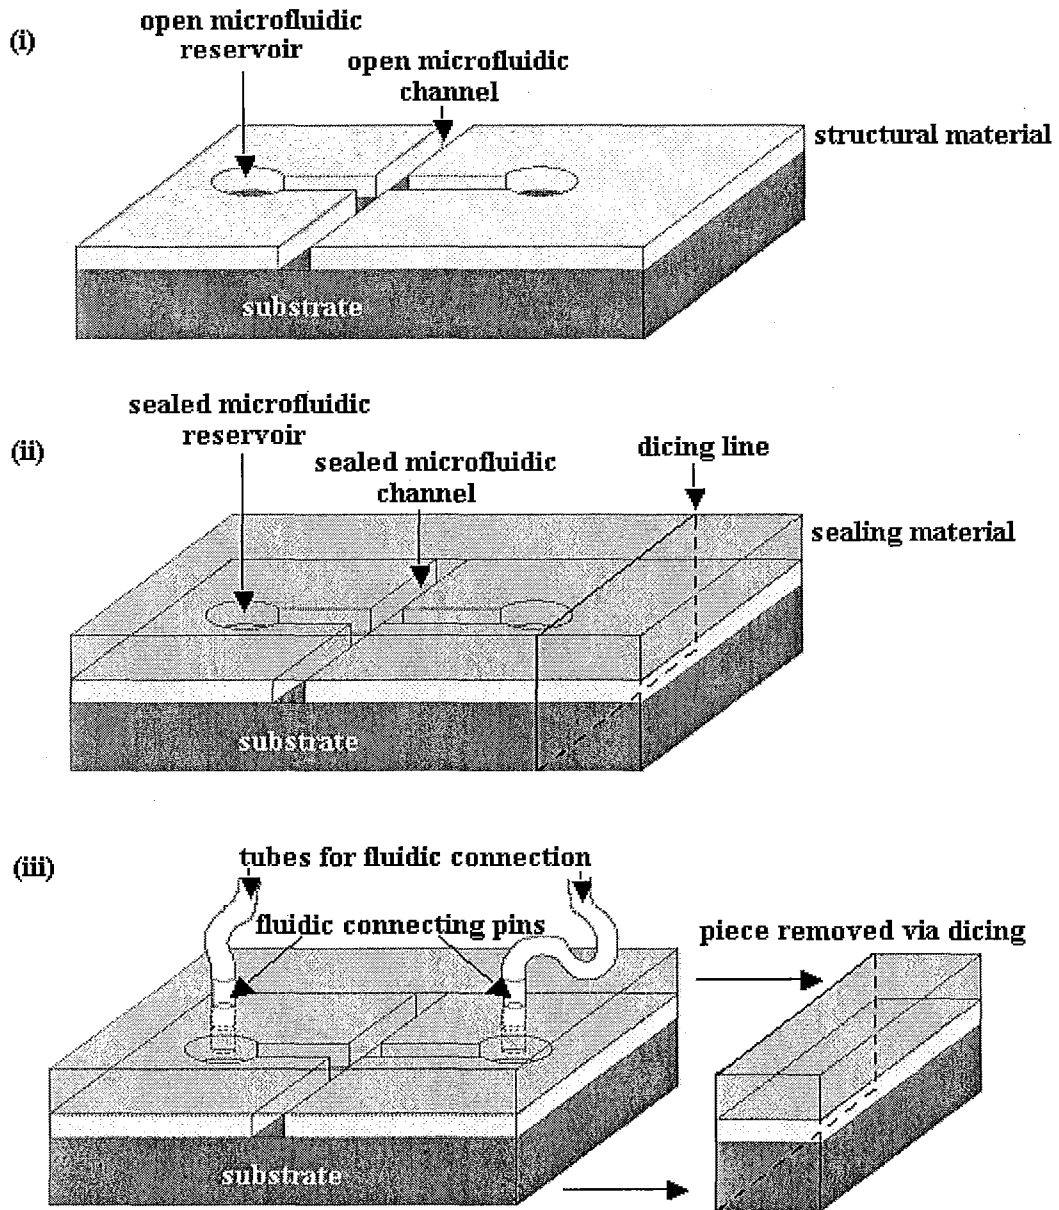 (i)
open microfluidic
reservoir
open microfluidic
channel
structural material
substrate
(ii)
sealed microfluidic
reservoir
sealed microfluidic
channel
dicing line
sealing material
substrate
(iii)
tubes for fluidic connection
fluidic connecting pins
piece removed via dicing
substrate